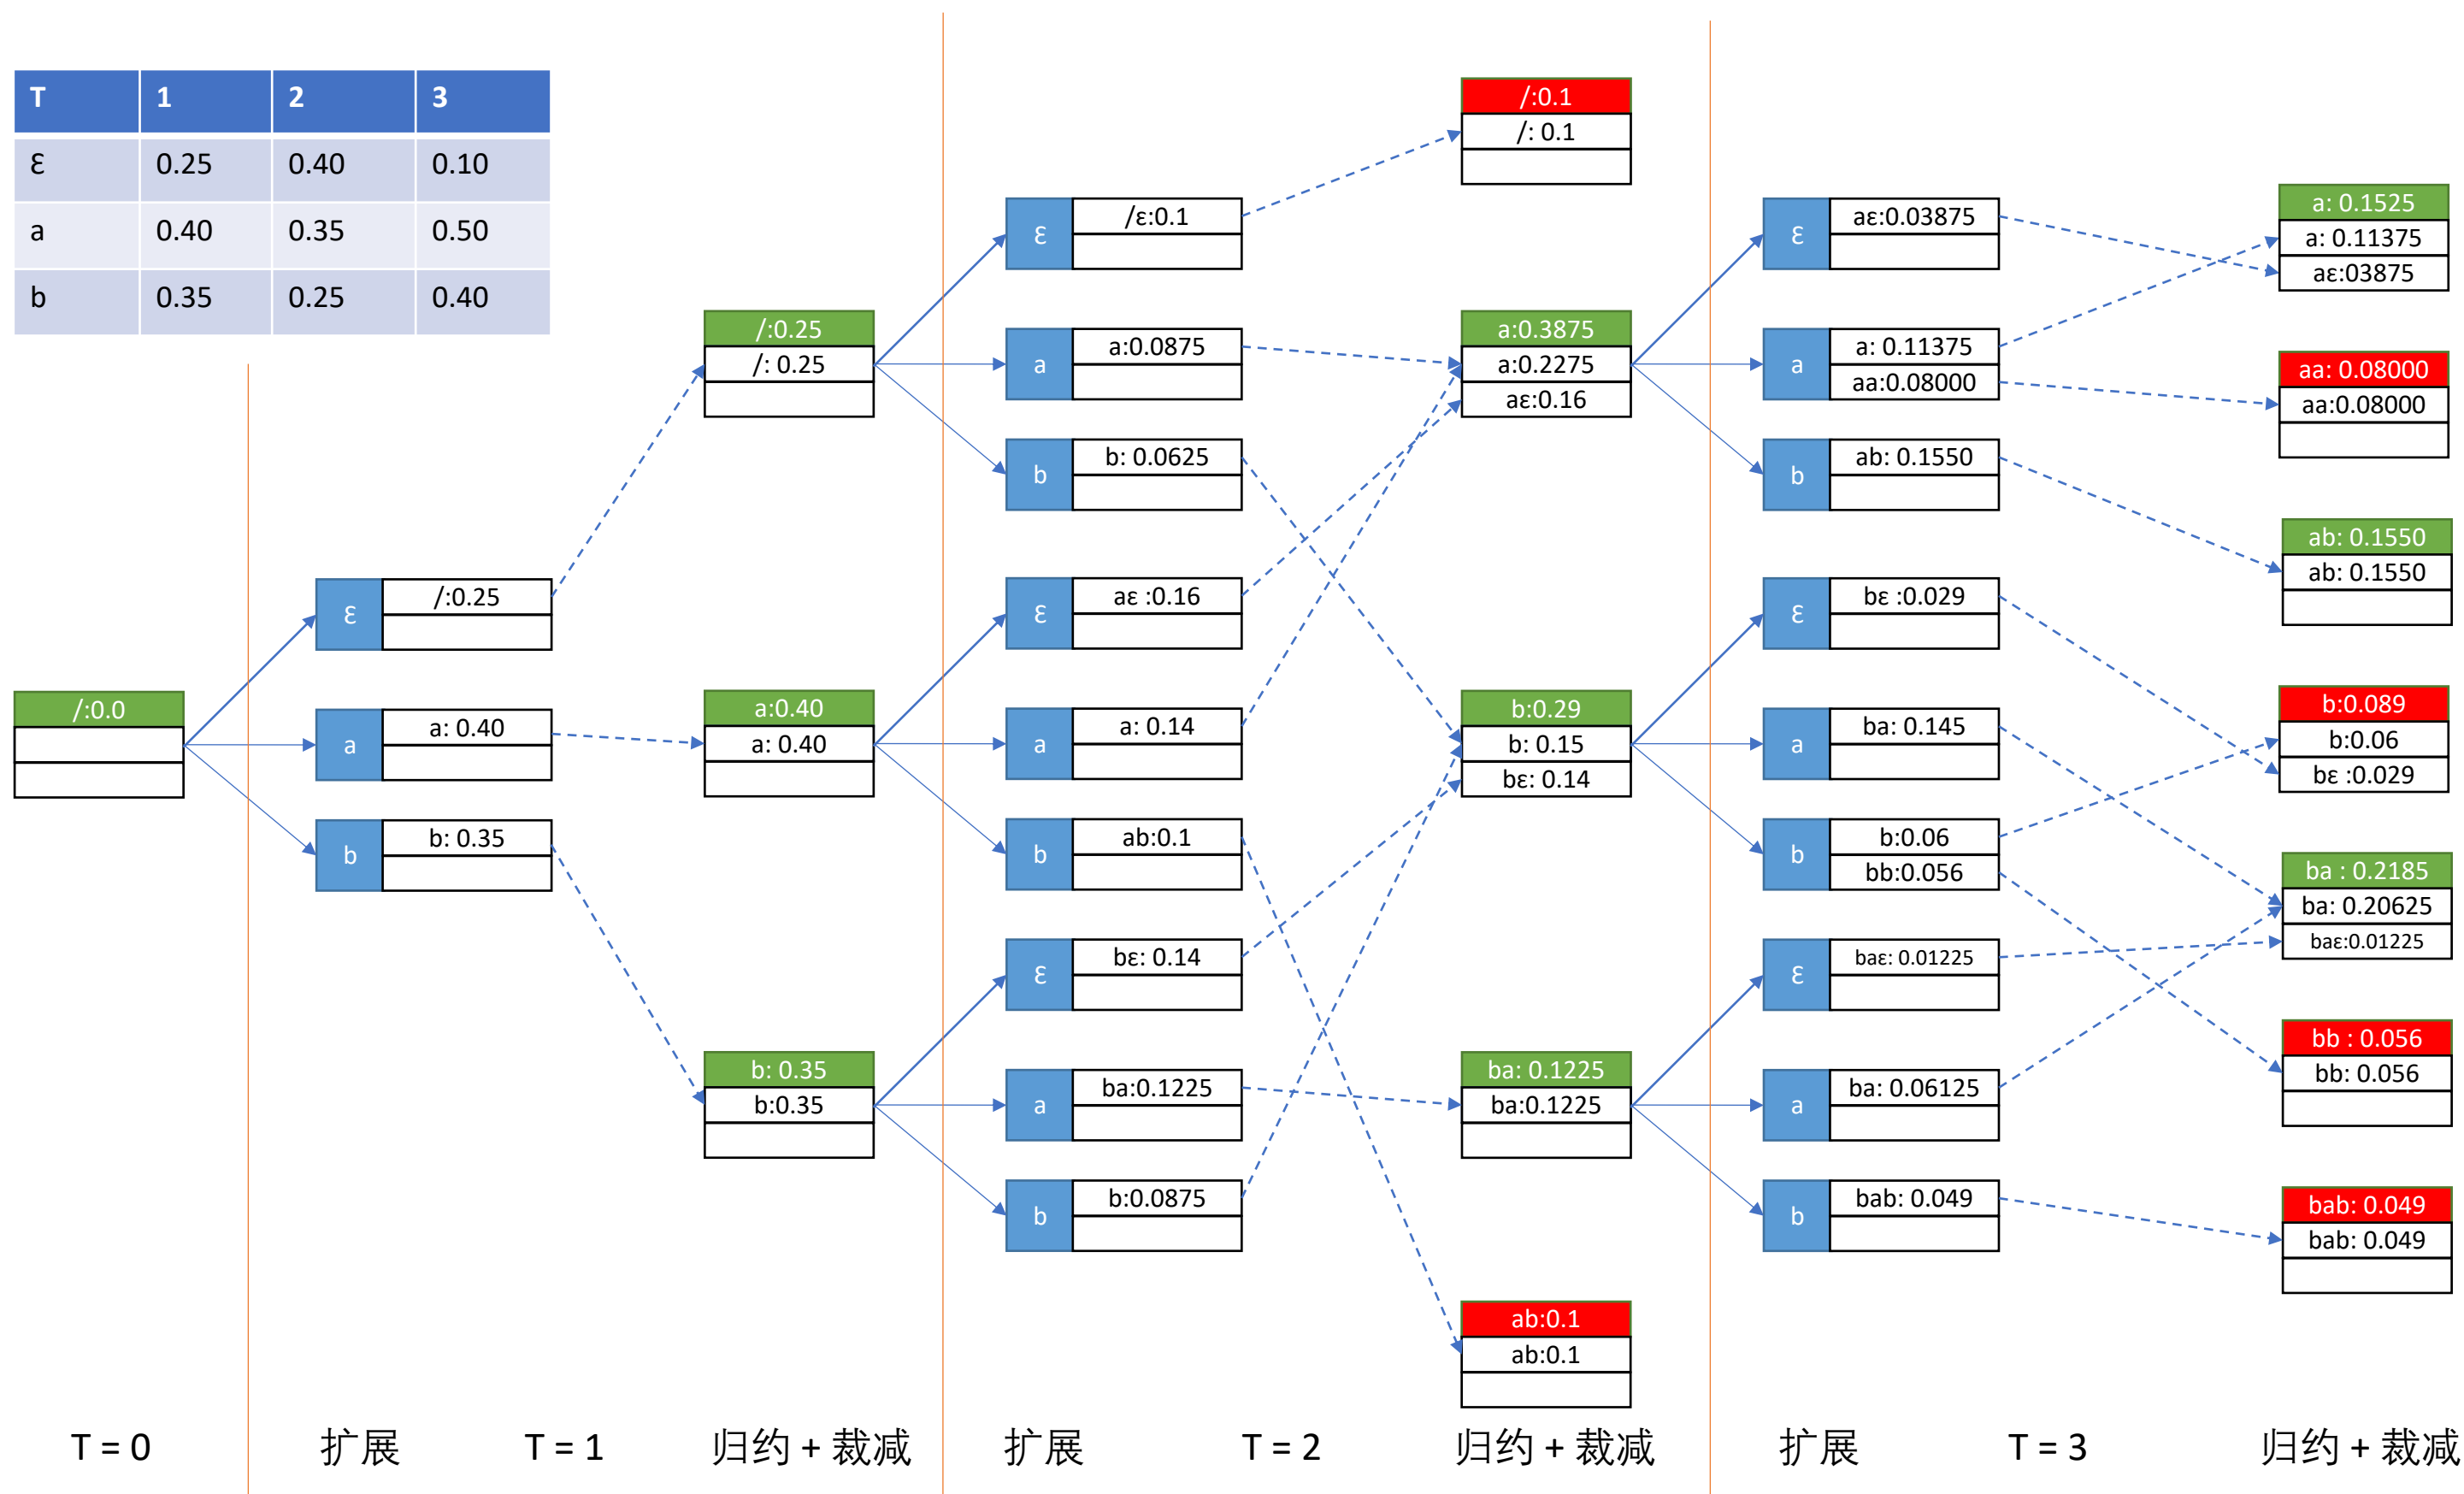 T 1 2 3
ε 0.25 0.40 0.10
a 0.40 0.35 0.50
b 0.35 0.25 0.40
/:0.0
ε /:0.25
a a: 0.40
b b: 0.35
/:0.25
/: 0.25
a:0.40
a: 0.40
b: 0.35
b:0.35
ε /ε:0.1
a a:0.0875
b b: 0.0625
ε aε :0.16
a a: 0.14
b ab:0.1
ε bε: 0.14
a ba:0.1225
b b:0.0875
/:0.1
/: 0.1
a:0.3875
a:0.2275
aε:0.16
b:0.29
b: 0.15
bε: 0.14
ba: 0.1225
ba:0.1225
ab:0.1
ab:0.1
ε aε:0.03875
a a: 0.11375
aa:0.08000
b ab: 0.1550
ε bε :0.029
a ba: 0.145
b b:0.06
bb:0.056
ε baε: 0.01225
a ba: 0.06125
b bab: 0.049
a: 0.1525
a: 0.11375
aε:03875
aa: 0.08000
aa:0.08000
ab: 0.1550
ab: 0.1550
b:0.089
b:0.06
bε :0.029
ba : 0.2185
ba: 0.20625
baε:0.01225
bb : 0.056
bb: 0.056
bab: 0.049
bab: 0.049
T = 0 扩展 T = 1 归约 + 裁减 扩展 T = 2 归约 + 裁减 扩展 T = 3 归约 + 裁减